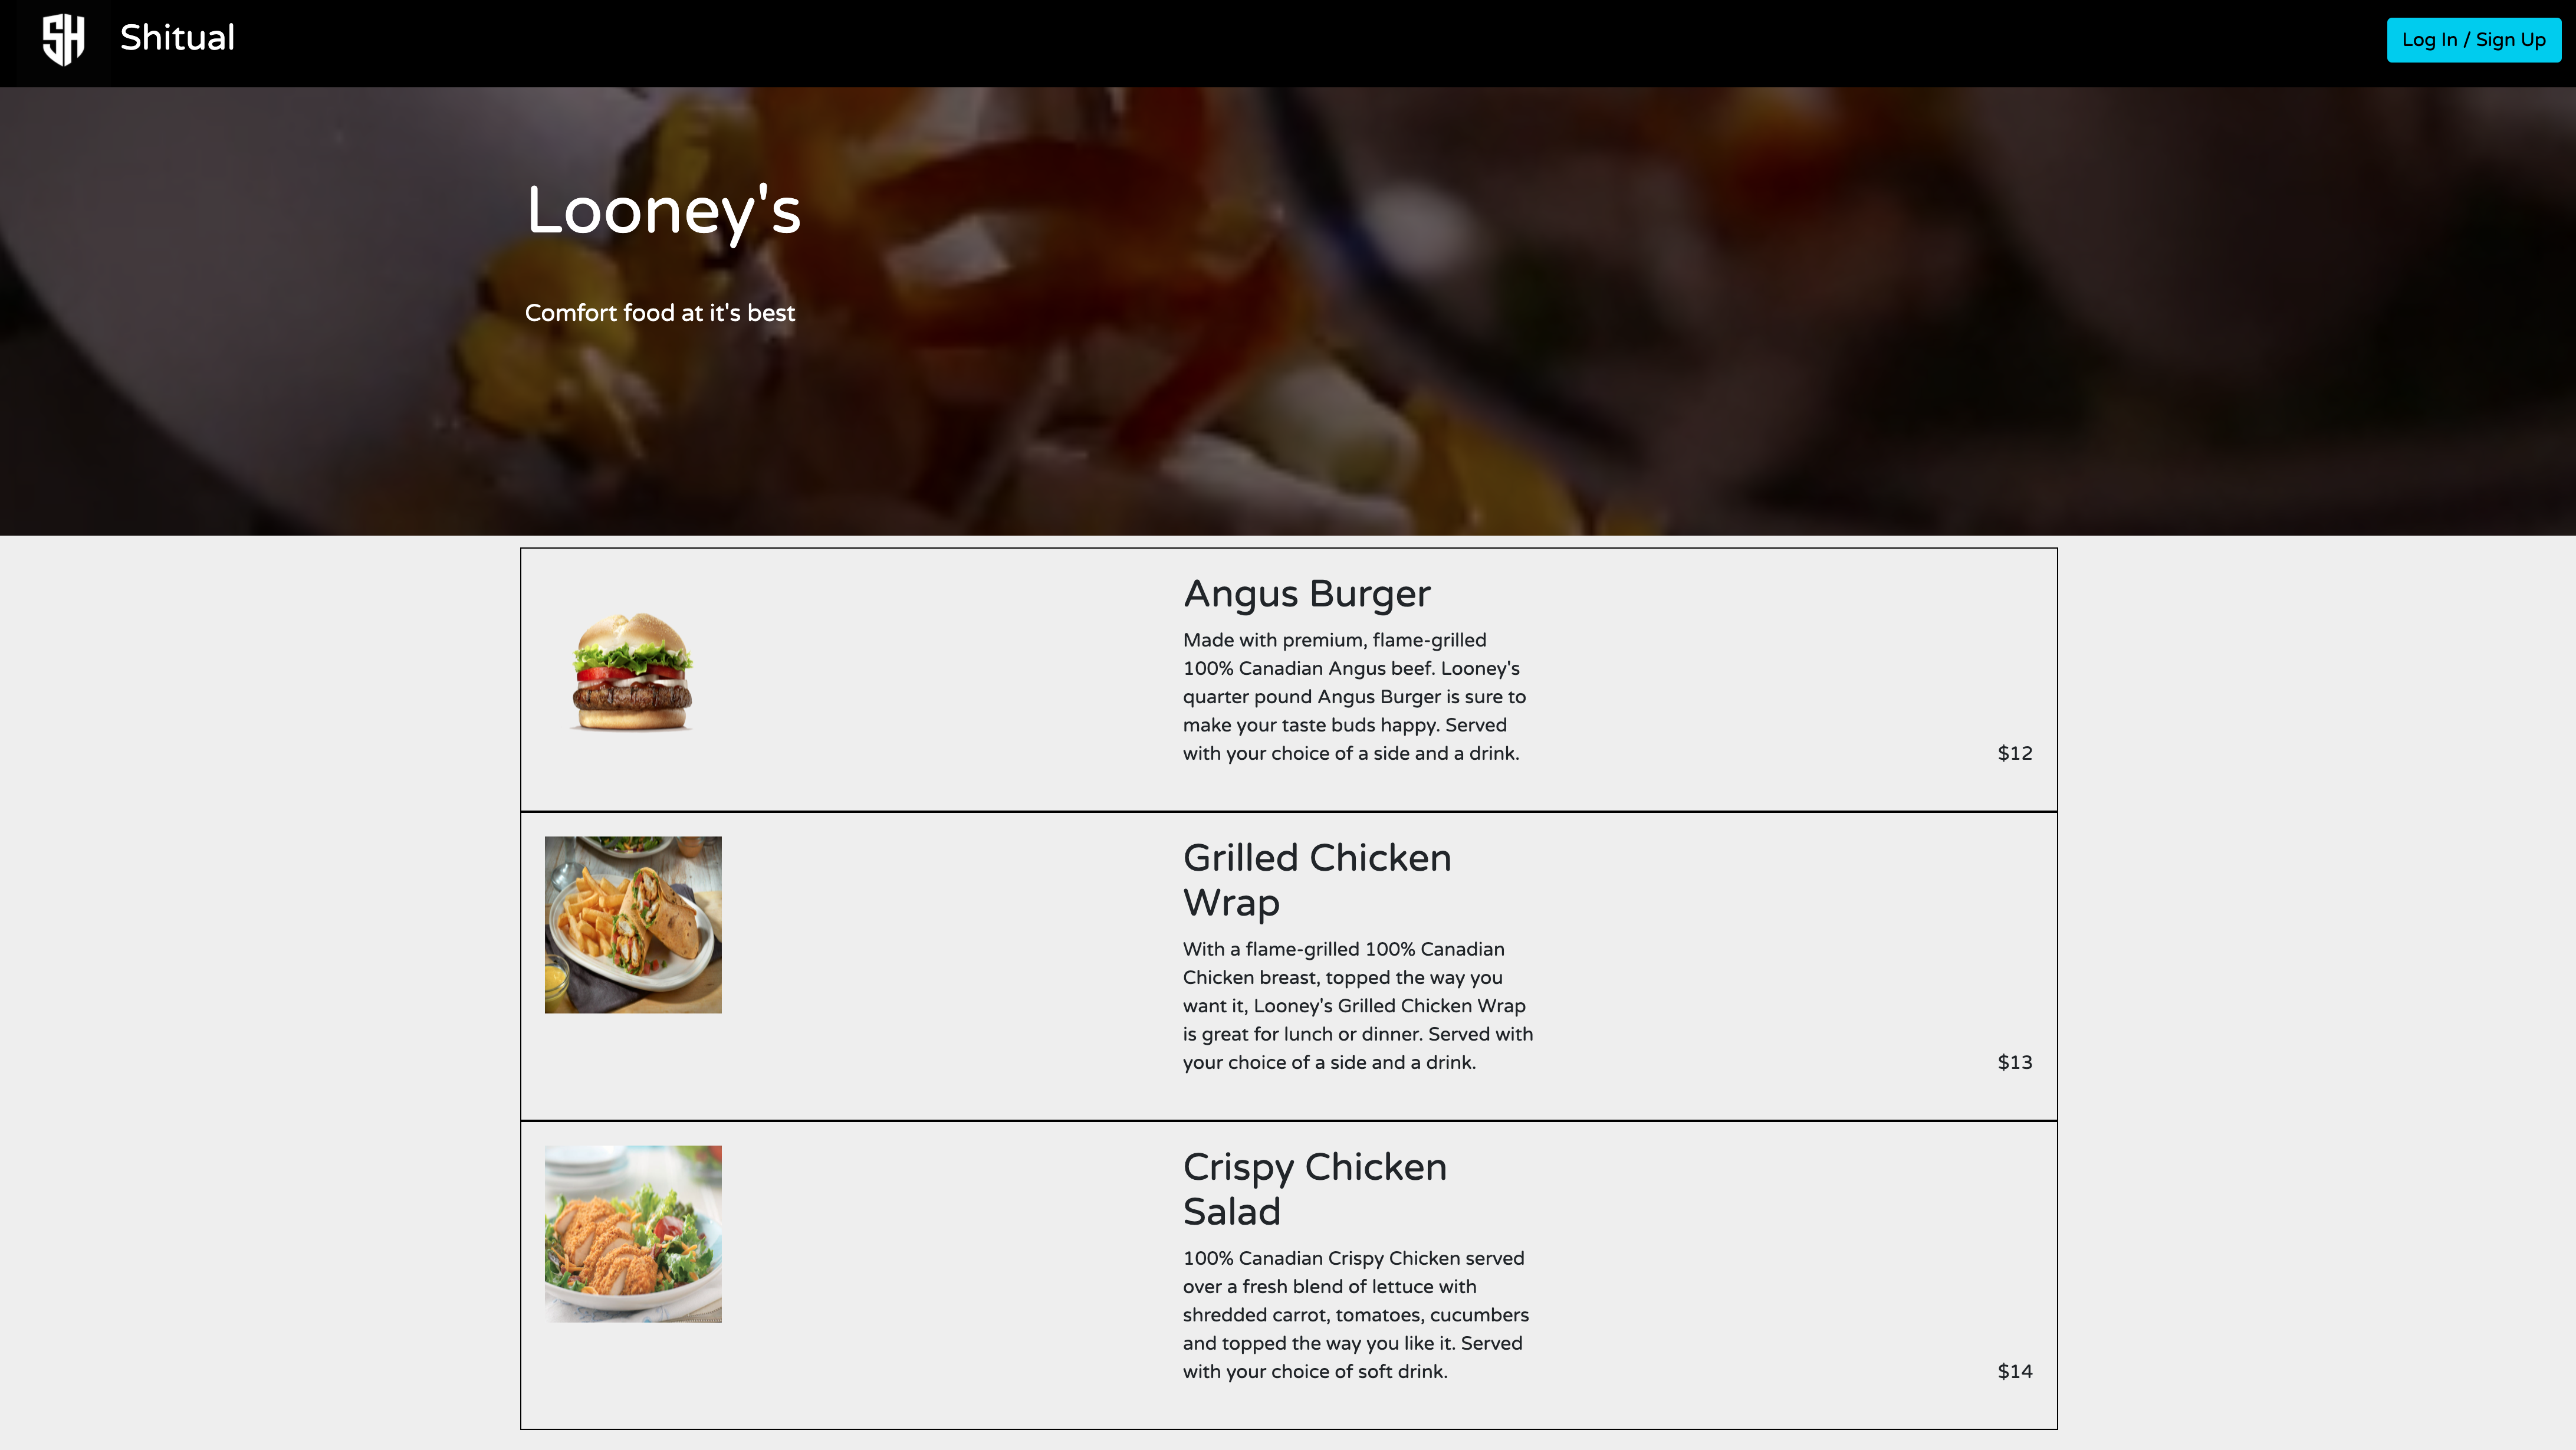 SH Shitual
Log In / Sign Up
Looney's
Comfort food at it's best
Angus Burger
Made with premium, flame-grilled
100% Canadian Angus beef. Looney's
quarter pound Angus Burger is sure to
make your taste buds happy. Served
with your choice of a side and a drink.
$12
Grilled Chicken
Wrap
With a flame-grilled 100% Canadian
Chicken breast, topped the way you
want it, Looney's Grilled Chicken Wrap
is great for lunch or dinner. Served with
your choice of a side and a drink.
$13
Crispy Chicken
Salad
100% Canadian Crispy Chicken served
over a fresh blend of lettuce with
shredded carrot, tomatoes, cucumbers
and topped the way you like it. Served
with your choice of soft drink.
$14